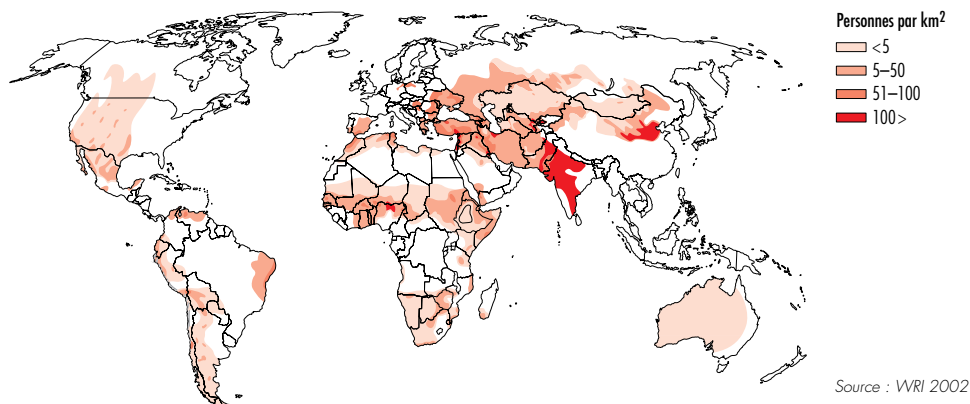 Personnes par km²
<5
5–50
51–100
100>
Source : WRI 2002